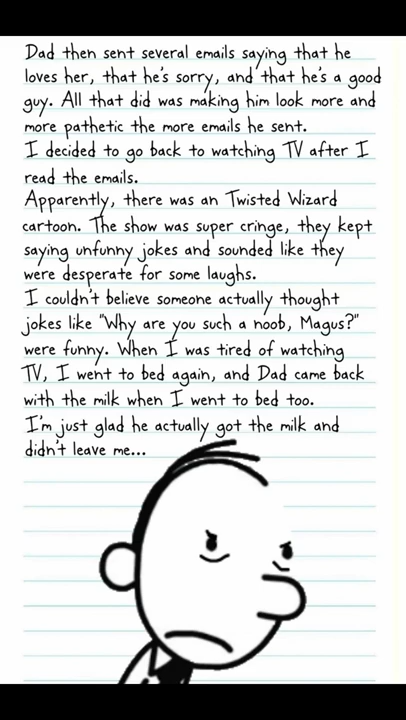 Dad then sent several emails saying that he
loves her, that he's sorry, and that he's a good
guy. All that did was making him look more and
more pathetic the more emails he sent.
I decided to go back to watching TV after I
read the emails.
Apparently, there was an Twisted Wizard
cartoon. The show was super cringe, they kept
saying unfunny jokes and sounded like they
were desperate for some laughs.
I couldn't believe someone actually thought
jokes like "Why are you such a noob, Magus?"
were funny. When I was tired of watching
TV, I went to bed again, and Dad came back
with the milk when I went to bed too.
I'm just glad he actually got the milk and
didn't leave me...